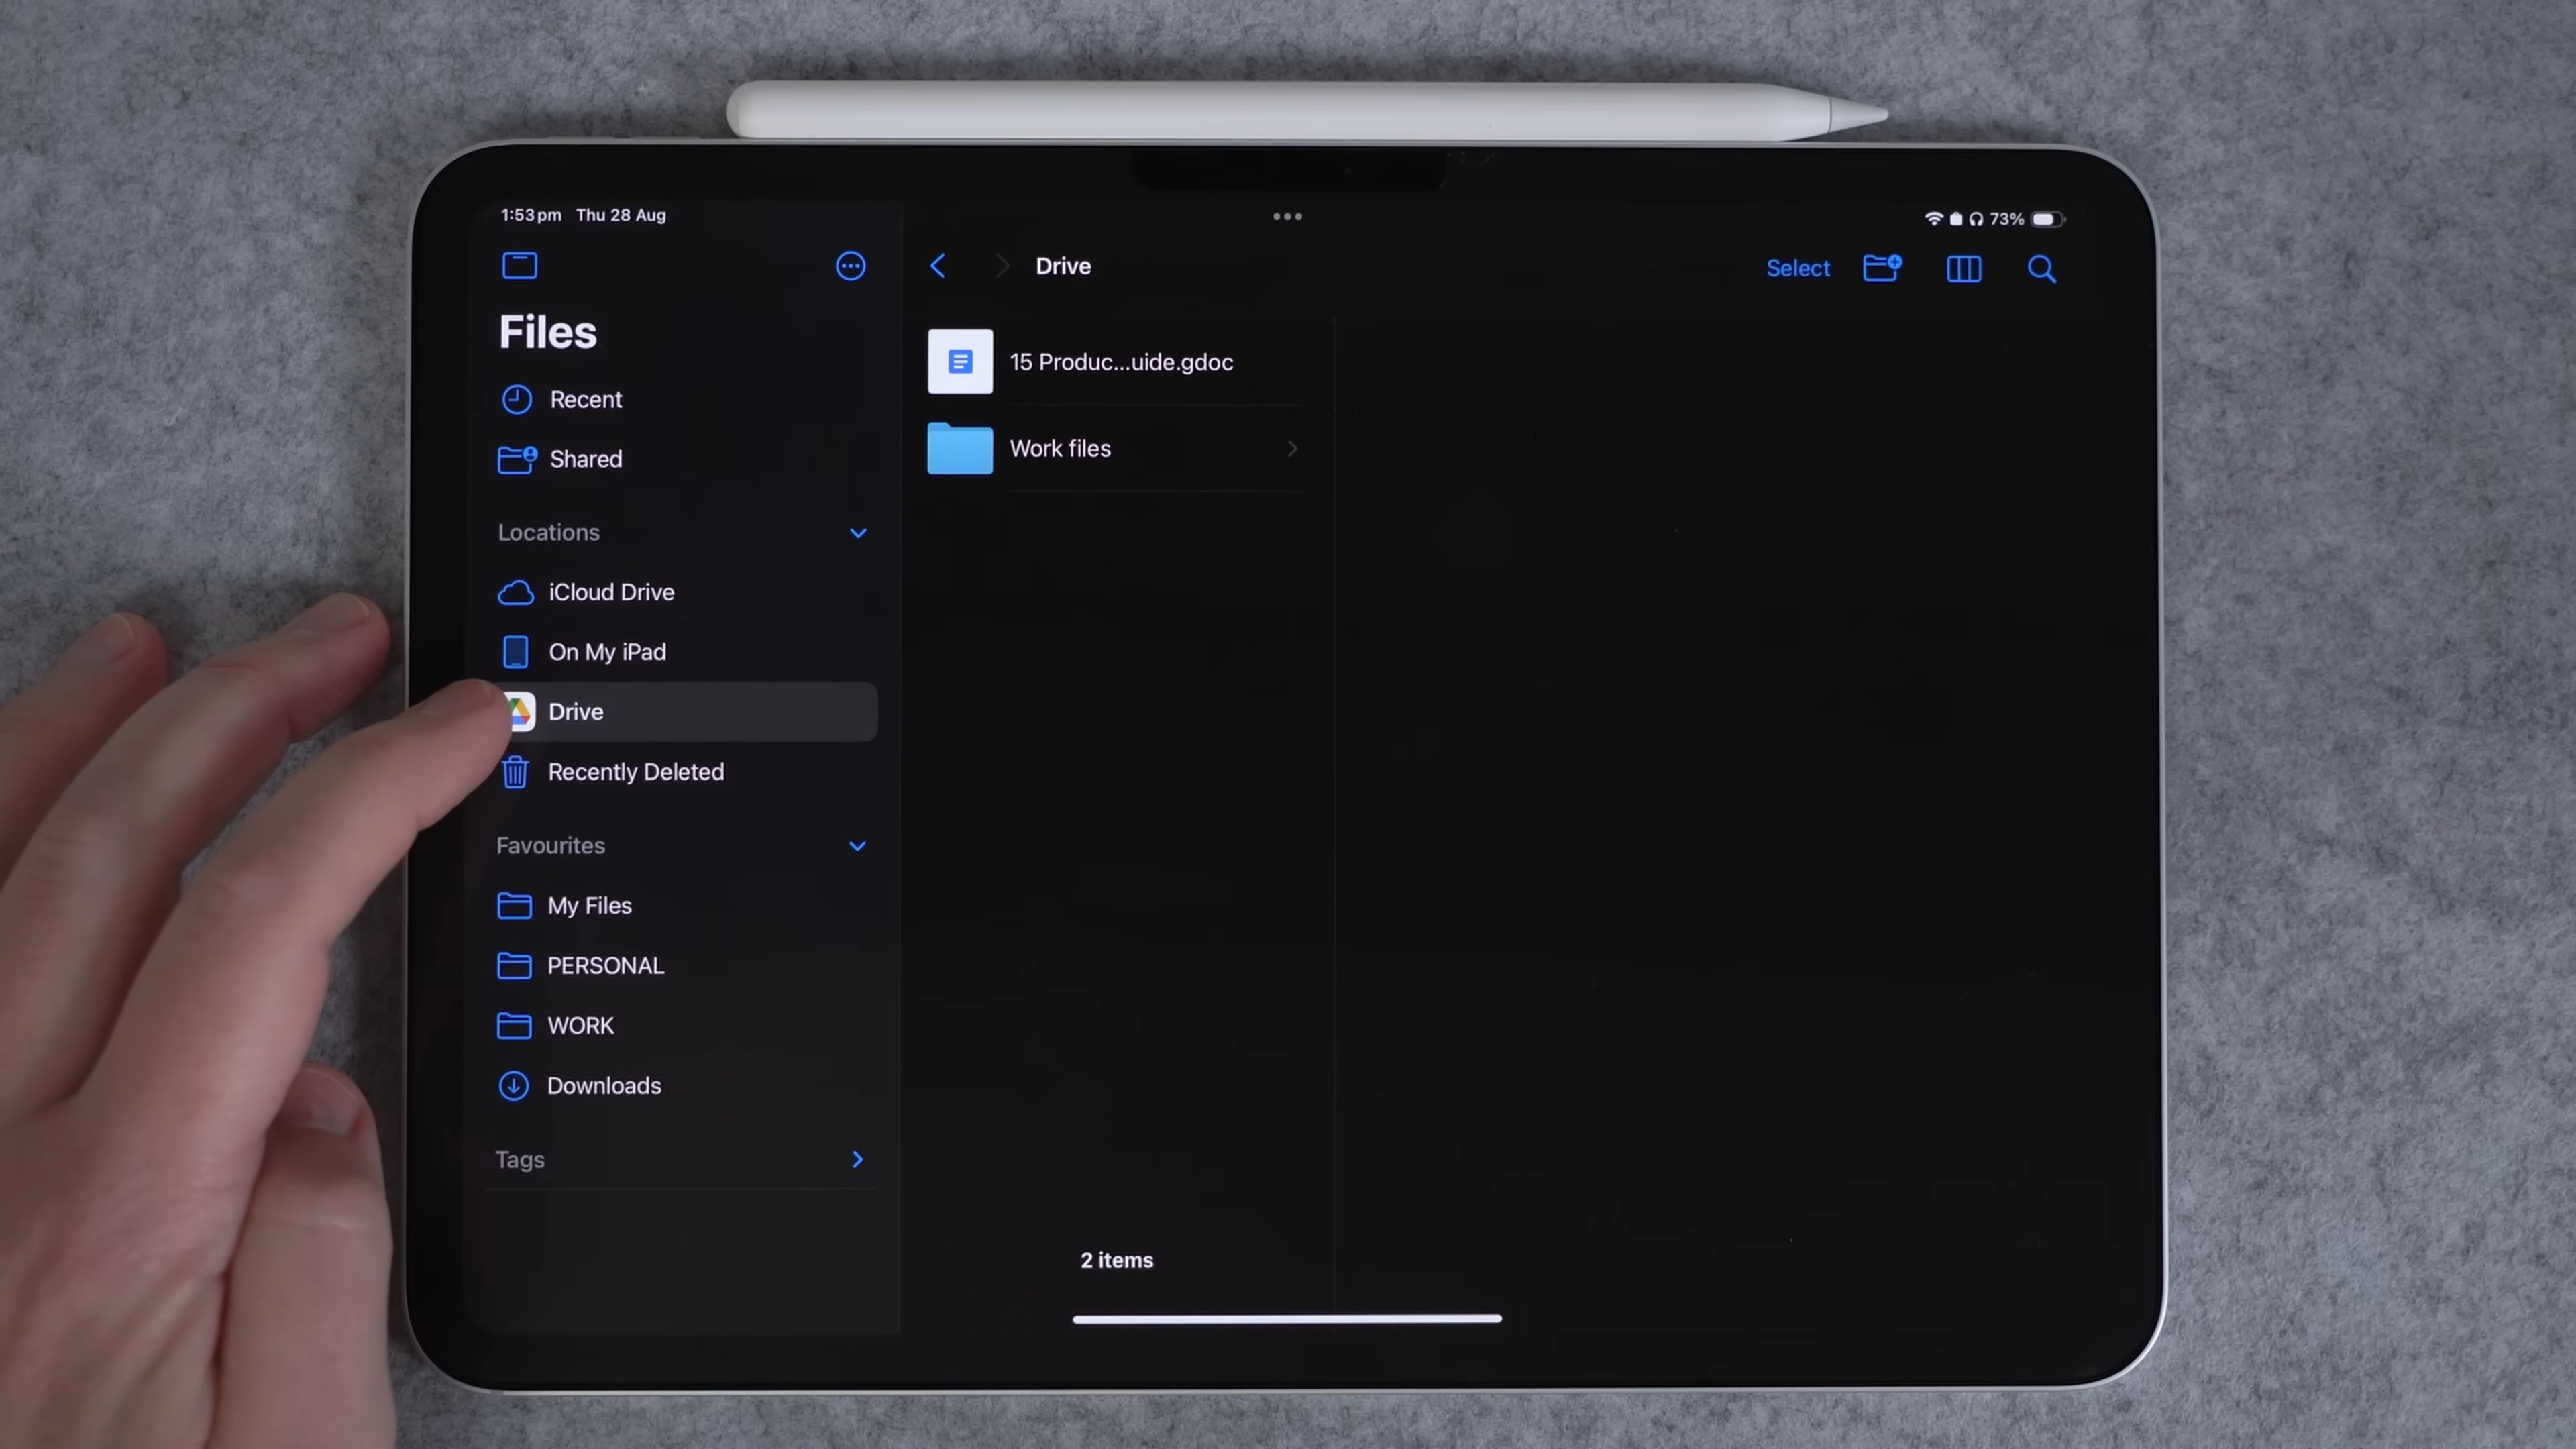 1:53 pm Thu 28 Aug
73%
Files
Recent
Shared
Locations
iCloud Drive
On My iPad
Drive
Recently Deleted
Favourites
My Files
PERSONAL
WORK
Downloads
Tags
Drive
Select
15 Produc...uide.gdoc
Work files
2 items